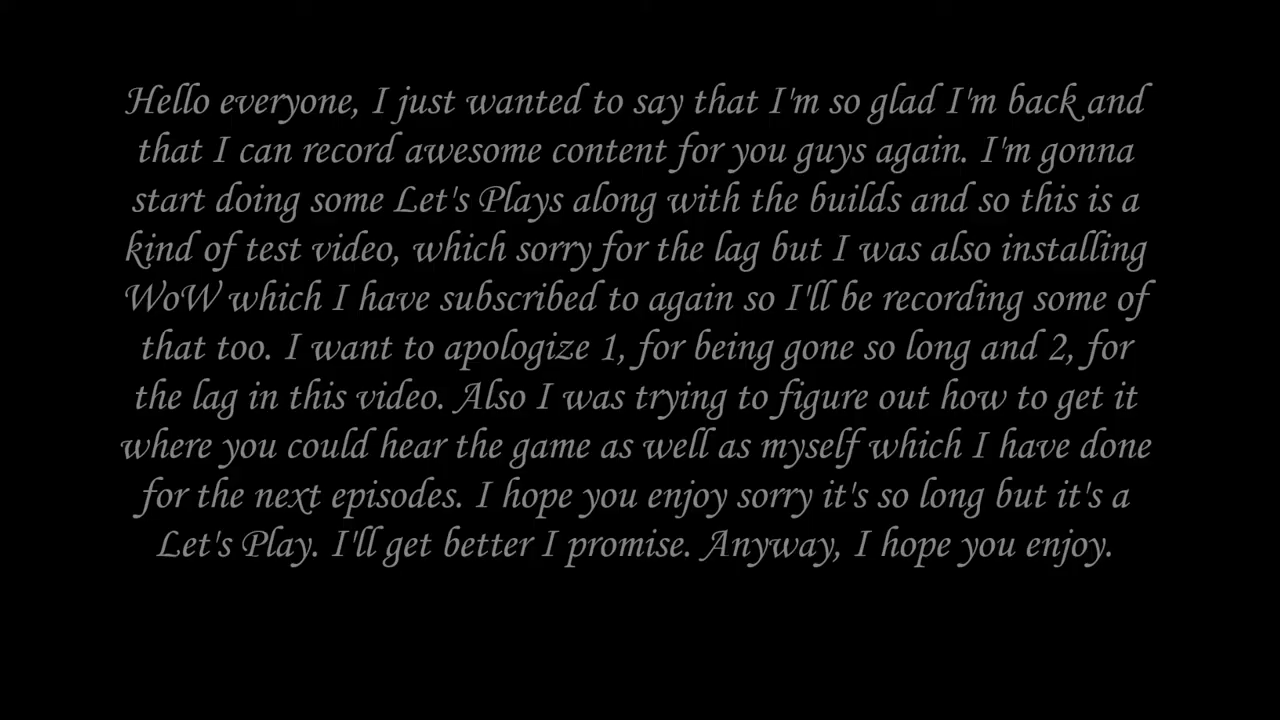 Hello everyone, I just wanted to say that I'm so glad I'm back and
that I can record awesome content for you guys again. I'm gonna
start doing some Let's Plays along with the builds and so this is a
kind of test video, which sorry for the lag but I was also installing
WoW which I have subscribed to again so I'll be recording some of
that too. I want to apologize 1, for being gone so long and 2, for
the lag in this video. Also I was trying to figure out how to get it
where you could hear the game as well as myself which I have done
for the next episodes. I hope you enjoy sorry it's so long but it's a
Let's Play. I'll get better I promise. Anyway, I hope you enjoy.